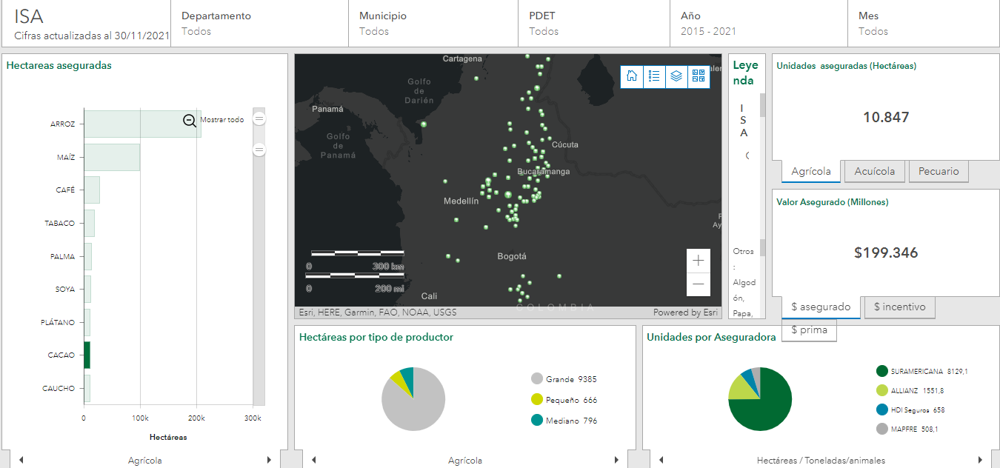 ISA
Cifras actualizadas al 30/11/2021
Departamento
Todos
Municipio
Todos
PDET
Todos
Año
2015 - 2021
Mes
Todos
Hectareas aseguradas
ARROZ
MAÍZ
CAFÉ
TABACO
PALMA
SOYA
PLÁTANO
CACAO
CAUCHO
Mostrar todo
0
100k
200k
300k
Hectáreas
Agrícola
Cartagena
Golfo
de
Darién
Panamá
Golfo
de
Panamá
Cúcuta
Bucaramanga
Medellín
Bogotá
Cali
COLOMBIA
0
300 km
0
200 mi
Esri, HERE, Garmin, FAO, NOAA, USGS
Powered by Esri
Leye
nda
I
S
A
Otros
:
Algod
ón,
Papa,
Unidades aseguradas (Hectáreas)
10.847
Agrícola
Acuícola
Pecuario
Valor Asegurado (Millones)
$199.346
$ asegurado
$ incentivo
$ prima
Hectáreas por tipo de productor
Grande 9385
Pequeño 666
Mediano 796
Agrícola
Unidades por Aseguradora
SURAMERICANA 8129,1
ALLIANZ 1551,8
HDI Seguros 658
MAPFRE 508,1
Hectáreas / Toneladas/animales